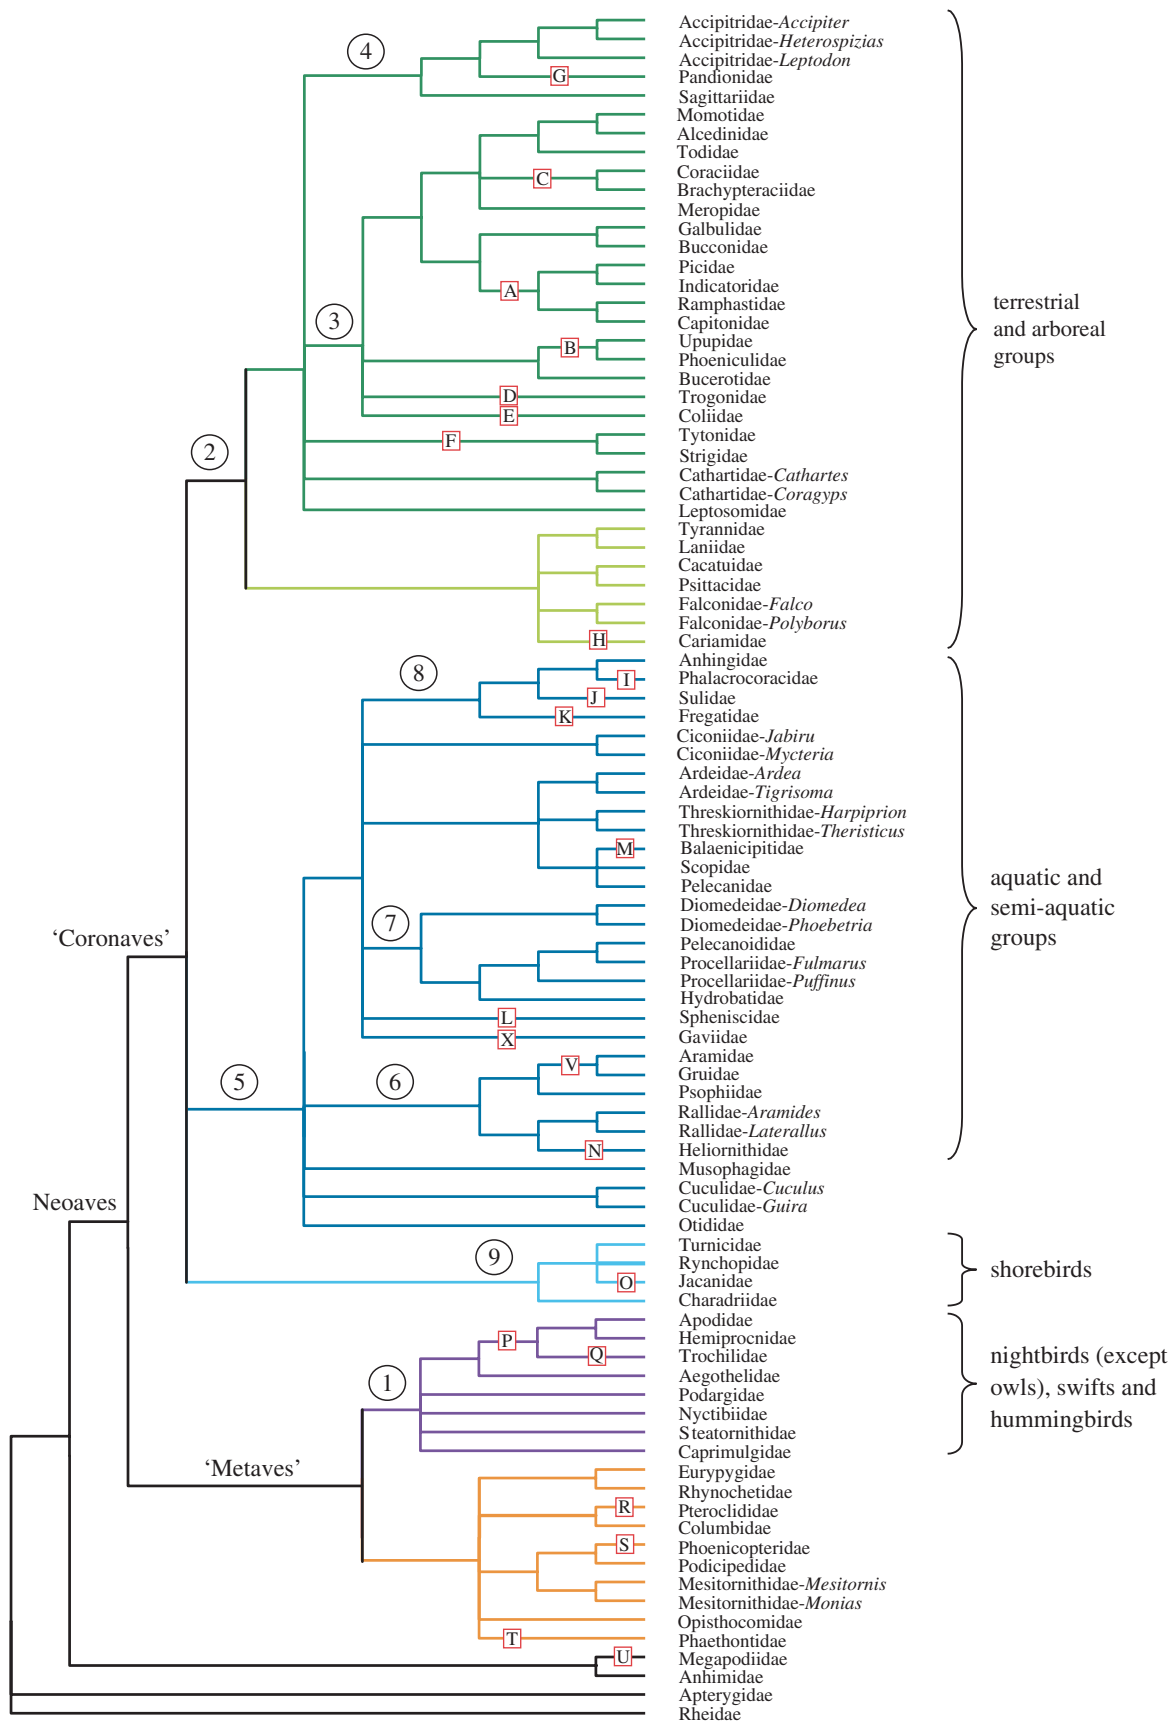 Accipitridae-Accipiter
Accipitridae-Heterospizias
Accipitridae-Leptodon
Pandionidae
Sagittariidae
Momotidae
Alcedinidae
Todidae
Coraciidae
Brachypteraciidae
Meropidae
Galbulidae
Bucconidae
Picidae
Indicatoridae
Ramphastidae
Capitonidae
Upupidae
Phoeniculidae
Bucerotidae
Trogonidae
Coliidae
Tytonidae
Strigidae
Cathartidae-Cathartes
Cathartidae-Coragyps
Leptosomidae
Tyrannidae
Laniidae
Cacatuidae
Psittacidae
Falconidae-Falco
Falconidae-Polyborus
Cariamidae
Anhingidae
Phalacrocoracidae
Sulidae
Fregatidae
Ciconiidae-Jabiru
Ciconiidae-Mycteria
Ardeidae-Ardea
Ardeidae-Tigrisoma
Threskiornithidae-Harpiprion
Threskiornithidae-Theristicus
Balaenicipitidae
Scopidae
Pelecanidae
Diomedeidae-Diomedea
Diomedeidae-Phoebetria
Pelecanoididae
Procellariidae-Fulmarus
Procellariidae-Puffinus
Hydrobatidae
Spheniscidae
Gaviidae
Aramidae
Gruidae
Psophiidae
Rallidae-Aramides
Rallidae-Laterallus
Heliornithidae
Musophagidae
Cuculidae-Cuculus
Cuculidae-Guira
Otididae
Turnicidae
Rynchopidae
Jacanidae
Charadriidae
Apodidae
Hemiprocnidae
Trochilidae
Aegothelidae
Podargidae
Nyctibiidae
Steatornithidae
Caprimulgidae
Eurypygidae
Rhynochetidae
Pteroclididae
Columbidae
Phoenicopteridae
Podicipedidae
Mesitornithidae-Mesitornis
Mesitornithidae-Monias
Opisthocomidae
Phaethontidae
Megapodiidae
Anhimidae
Apterygidae
Rheidae
terrestrial
and arboreal
groups
aquatic and
semi-aquatic
groups
shorebirds
nightbirds (except
owls), swifts and
hummingbirds
4
G
C
A
3
B
D
E
F
2
H
8
I
J
K
M
7
‘Coronaves’
L
X
V
5
6
N
Neoaves
9
O
P
Q
1
‘Metaves’
R
S
T
U